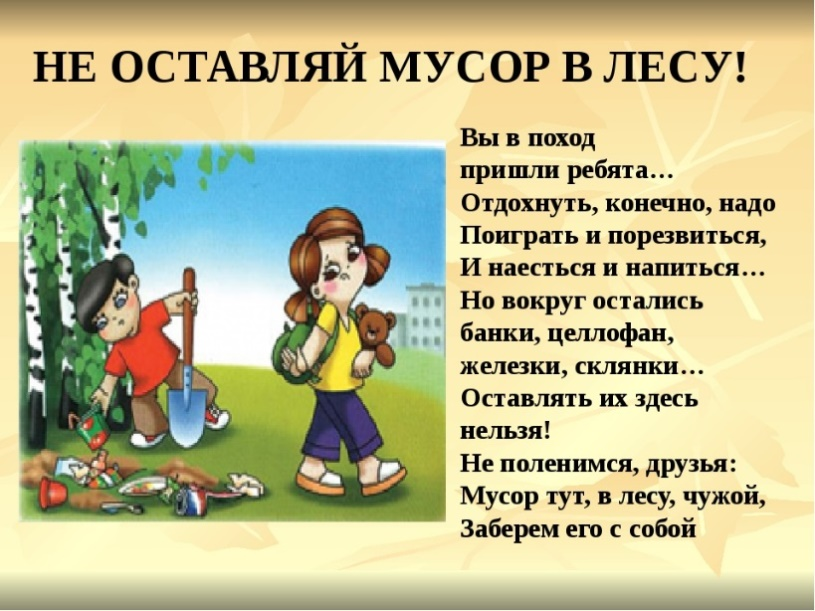 НЕ ОСТАВЛЯЙ МУСОР В ЛЕСУ!
Вы в поход
пришли ребята…
Отдохнуть, конечно, надо
Поиграть и порезвиться,
И наесться и напиться…
Но вокруг остались
банки, целлофан,
железки, склянки…
Оставлять их здесь
нельзя!
Не поленимся, друзья:
Мусор тут, в лесу, чужой,
Заберем его с собой